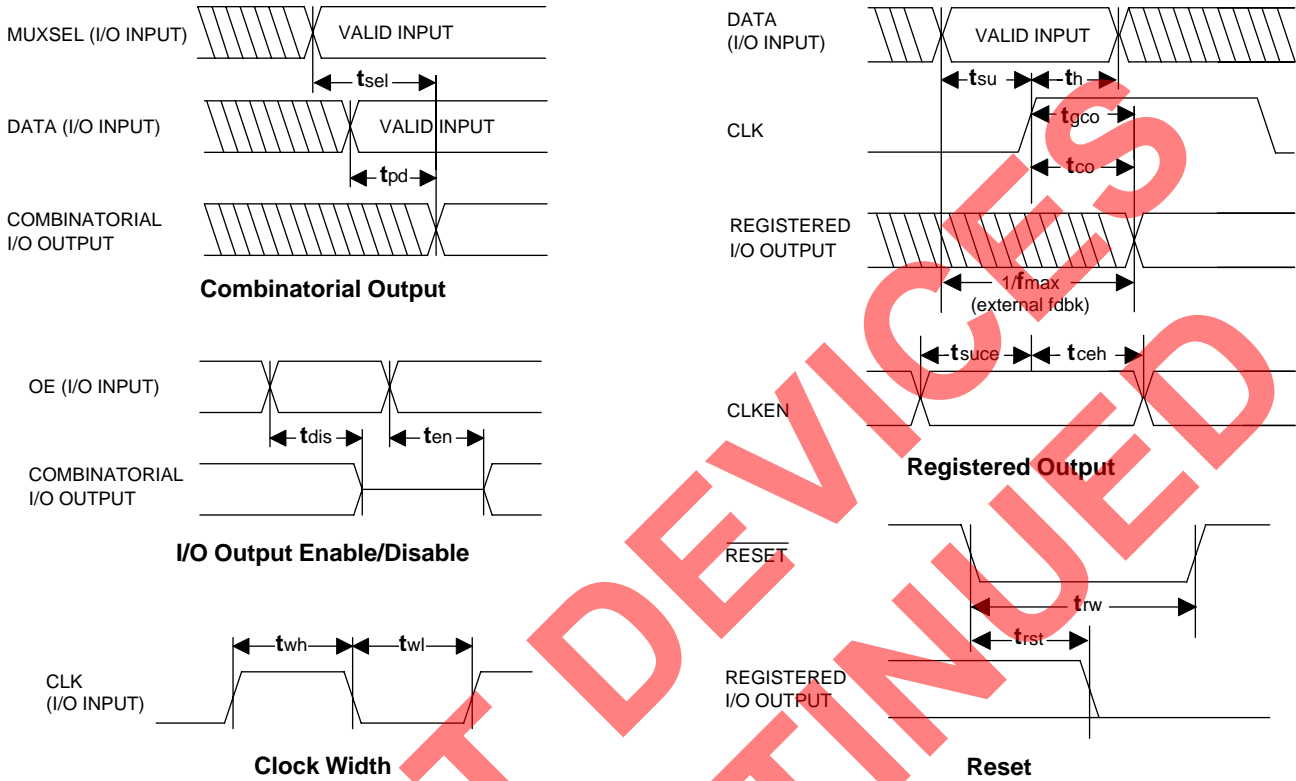 MUXSEL (I/O INPUT)
VALID INPUT
tsel
DATA (I/O INPUT)
VALID INPUT
tpd
COMBINATORIAL
I/O OUTPUT
Combinatorial Output
OE (I/O INPUT)
tdis
ten
COMBINATORIAL
I/O OUTPUT
I/O Output Enable/Disable
twh
twl
CLK
(I/O INPUT)
Clock Width
DATA
(I/O INPUT)
VALID INPUT
tsu
th
CLK
tgco
tco
REGISTERED
I/O OUTPUT
1/fmax
(external fdbk)
tsuce
tceh
CLKEN
Registered Output
RESET
trw
trst
REGISTERED
I/O OUTPUT
Reset
T DEVICES
TINUED